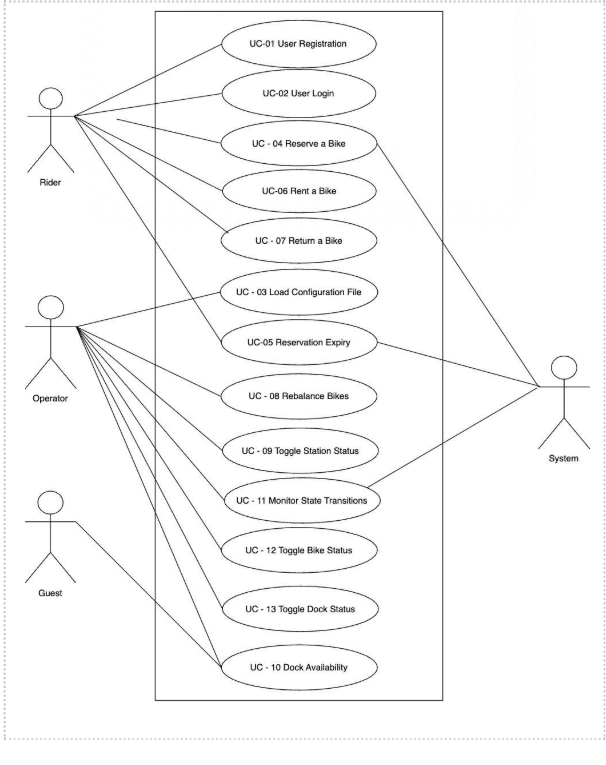 UC-01 User Registration
UC-02 User Login
UC - 04 Reserve a Bike
UC-06 Rent a Bike
Rider
UC - 07 Return a Bike
UC - 03 Load Configuration File
UC-05 Reservation Expiry
Operator
UC - 08 Rebalance Bikes
UC - 09 Toggle Station Status
System
UC - 11 Monitor State Transitions
UC - 12 Toggle Bike Status
Guest
UC - 13 Toggle Dock Status
UC - 10 Dock Availability